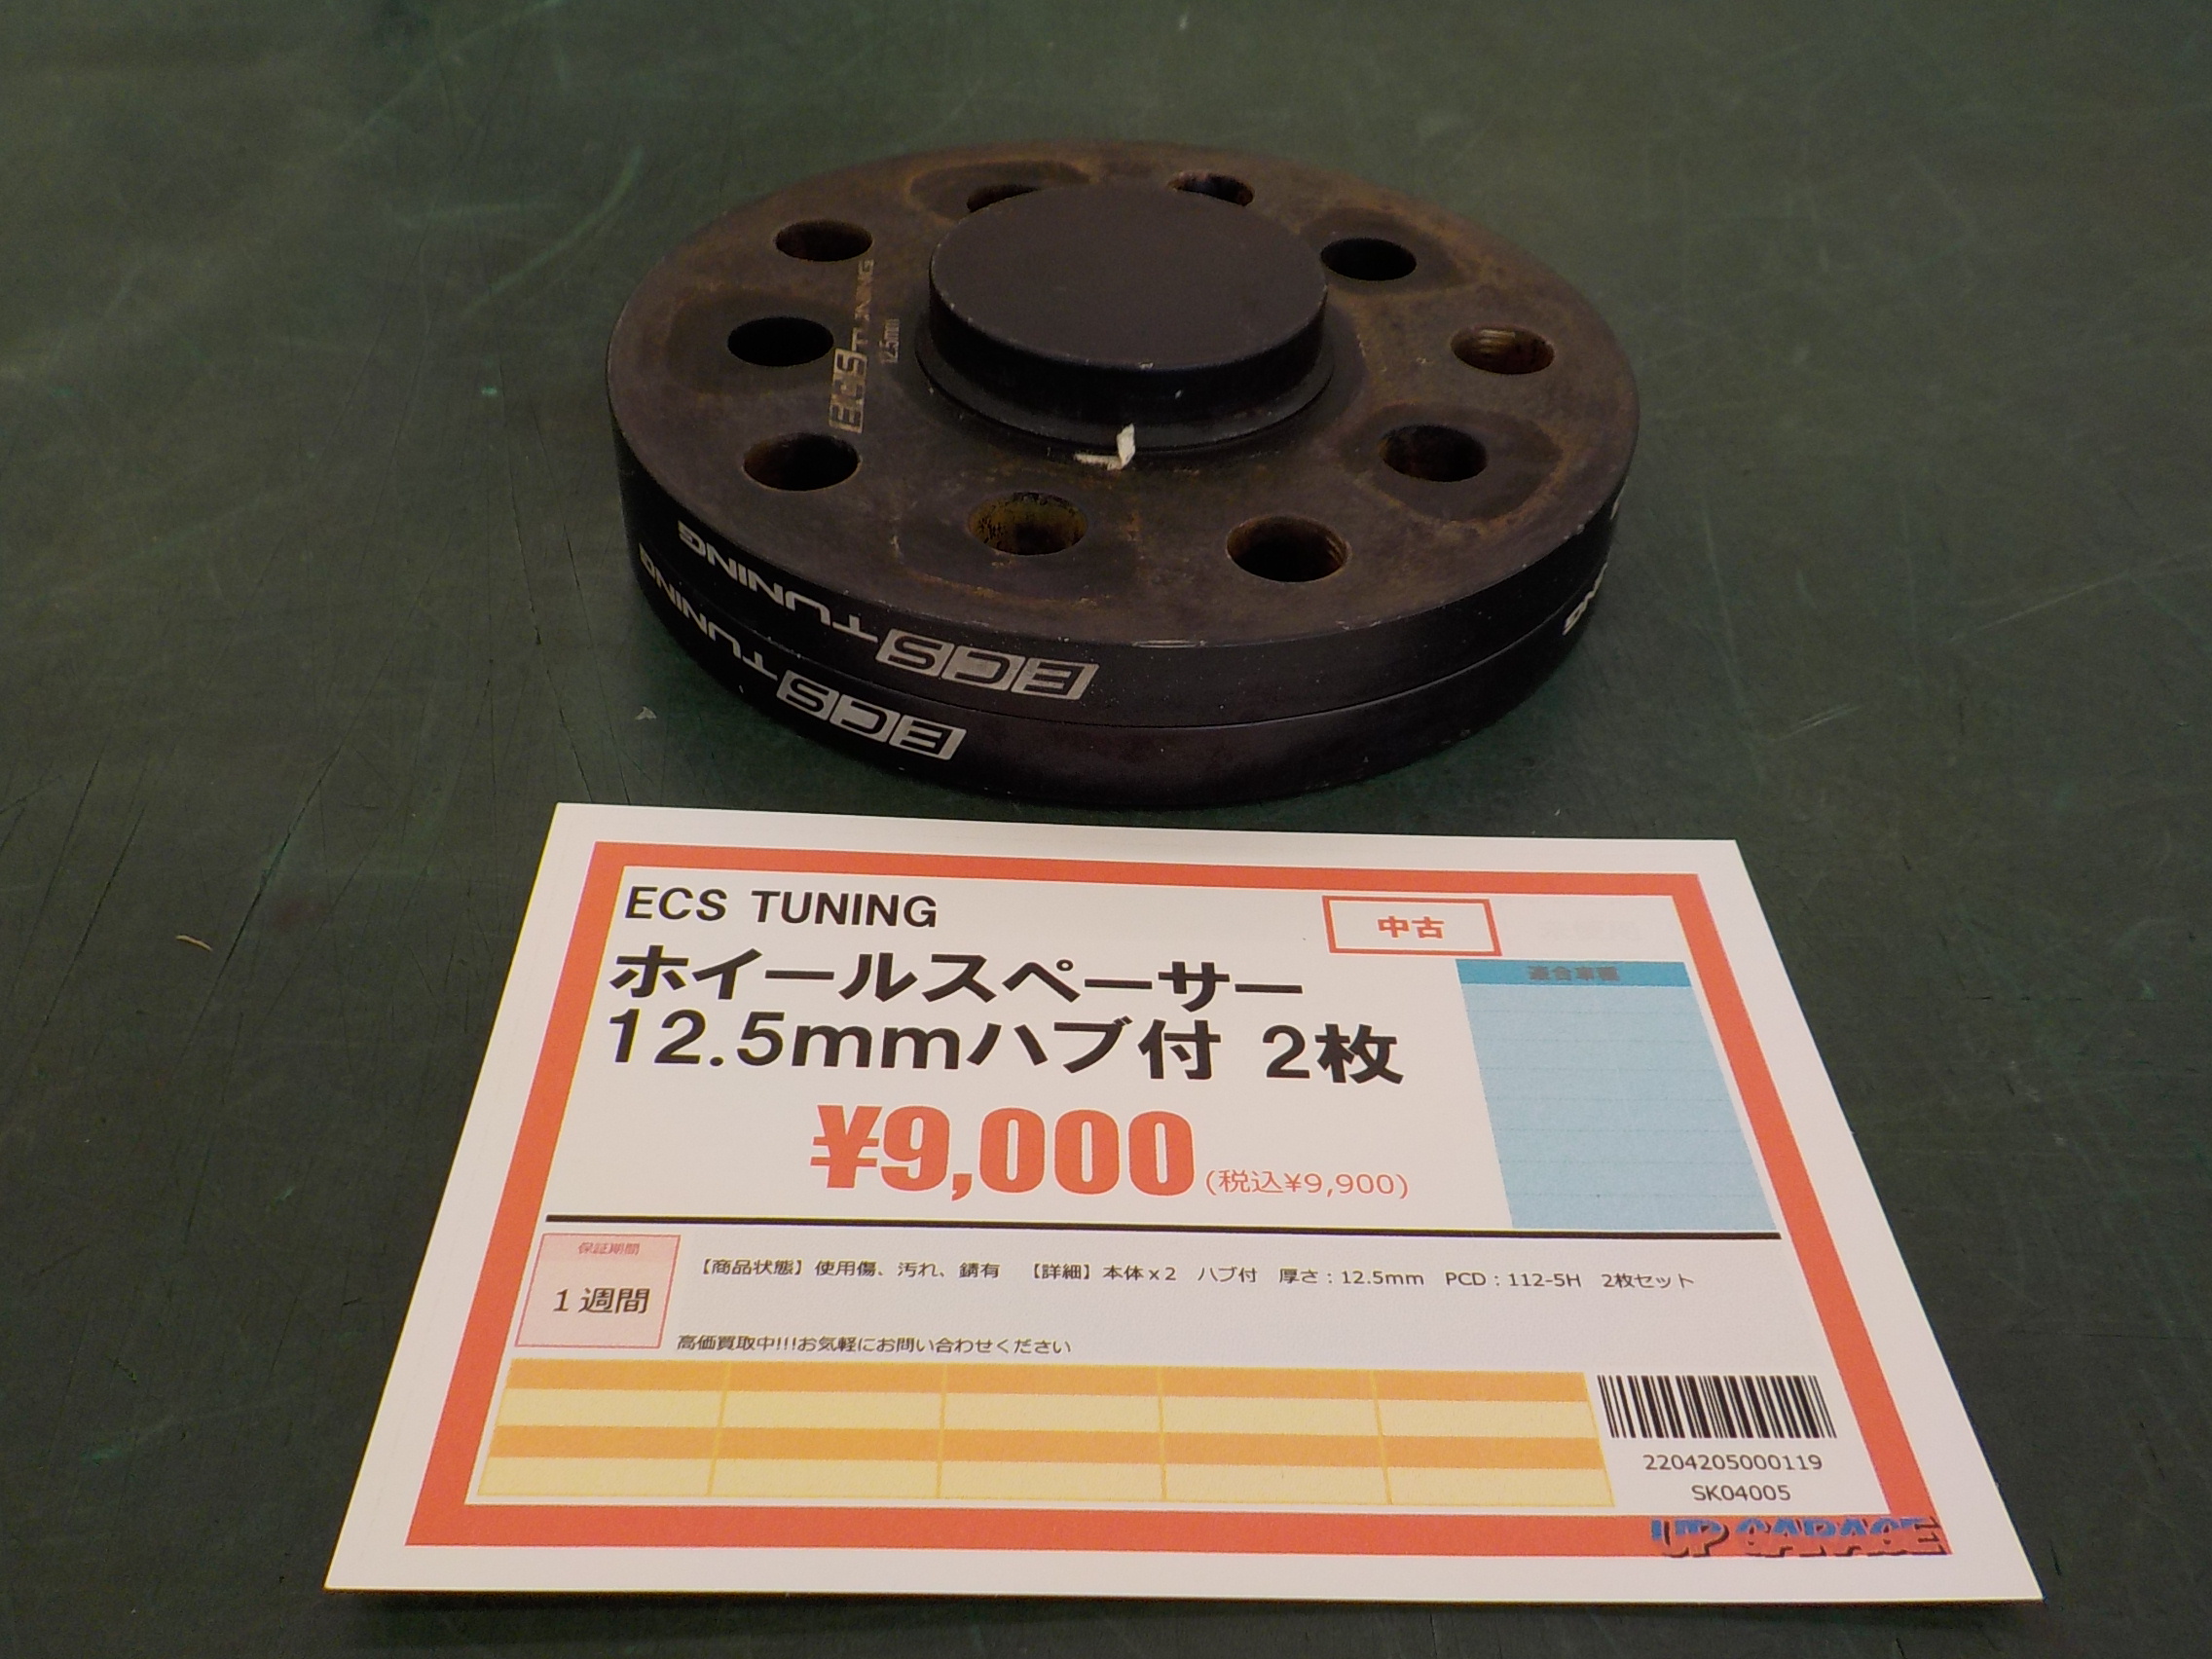 ECS TUNING
12.5mm
ECS TUNING
ECS TUNING
ECS TUNING
中古
ホイールスペーサー
12.5mmハブ付 2枚
適合車種
¥9,000(税込¥9,900)
保証期間
1週間
【商品状態】使用傷、汚れ、錆有 【詳細】本体x2 ハブ付 厚さ:12.5mm PCD:112-5H 2枚セット
高価買取中!!!お気軽にお問い合わせください
2204205000119
SK04005
UP GARAGE